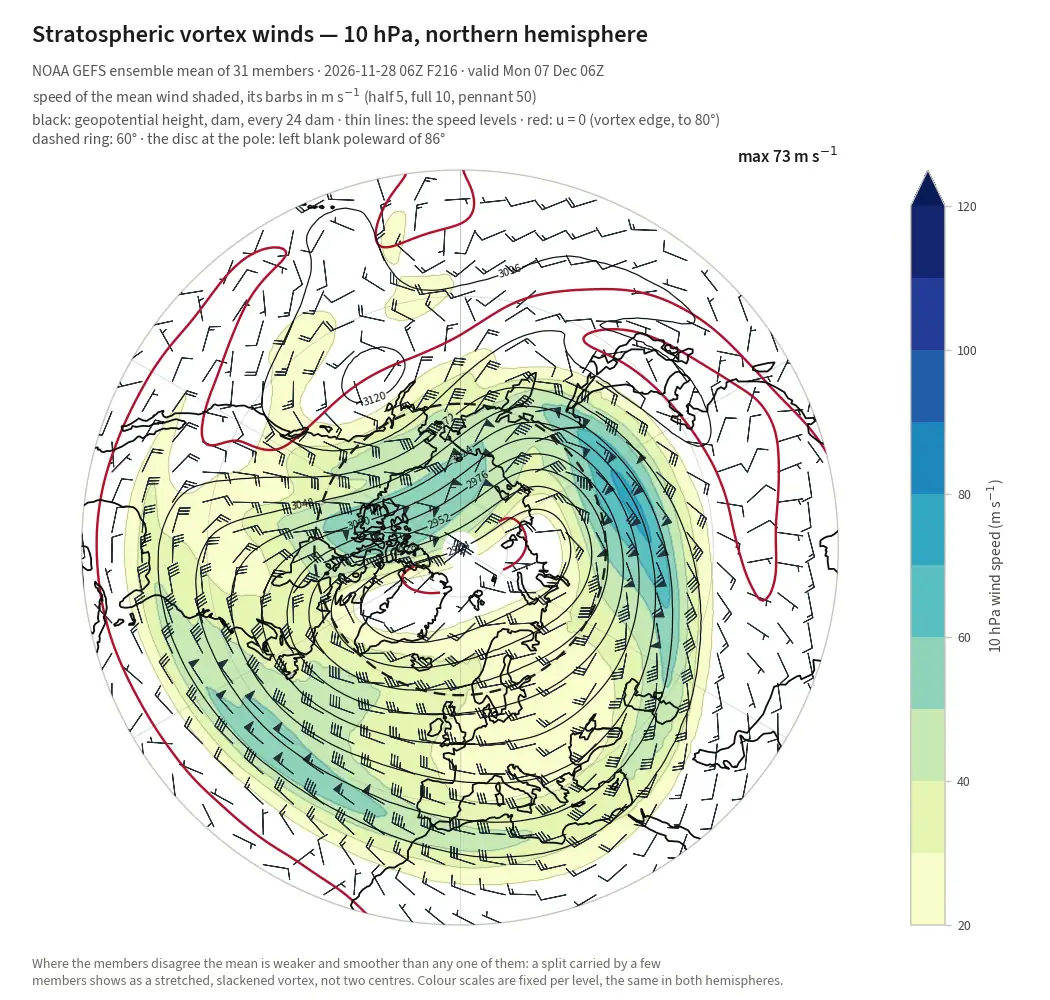 Stratospheric vortex winds — 10 hPa, northern hemisphere
NOAA GEFS ensemble mean of 31 members · 2026-11-28 06Z F216 · valid Mon 07 Dec 06Z
speed of the mean wind shaded, its barbs in m s⁻¹ (half 5, full 10, pennant 50)
black: geopotential height, dam, every 24 dam · thin lines: the speed levels · red: u = 0 (vortex edge, to 80°)
dashed ring: 60° · the disc at the pole: left blank poleward of 86°
max 73 m s⁻¹
3096
3120
2976
3048
2952
120
100
80
60
40
20
10 hPa wind speed (m s⁻¹)
Where the members disagree the mean is weaker and smoother than any one of them: a split carried by a few
members shows as a stretched, slackened vortex, not two centres. Colour scales are fixed per level, the same in both hemispheres.